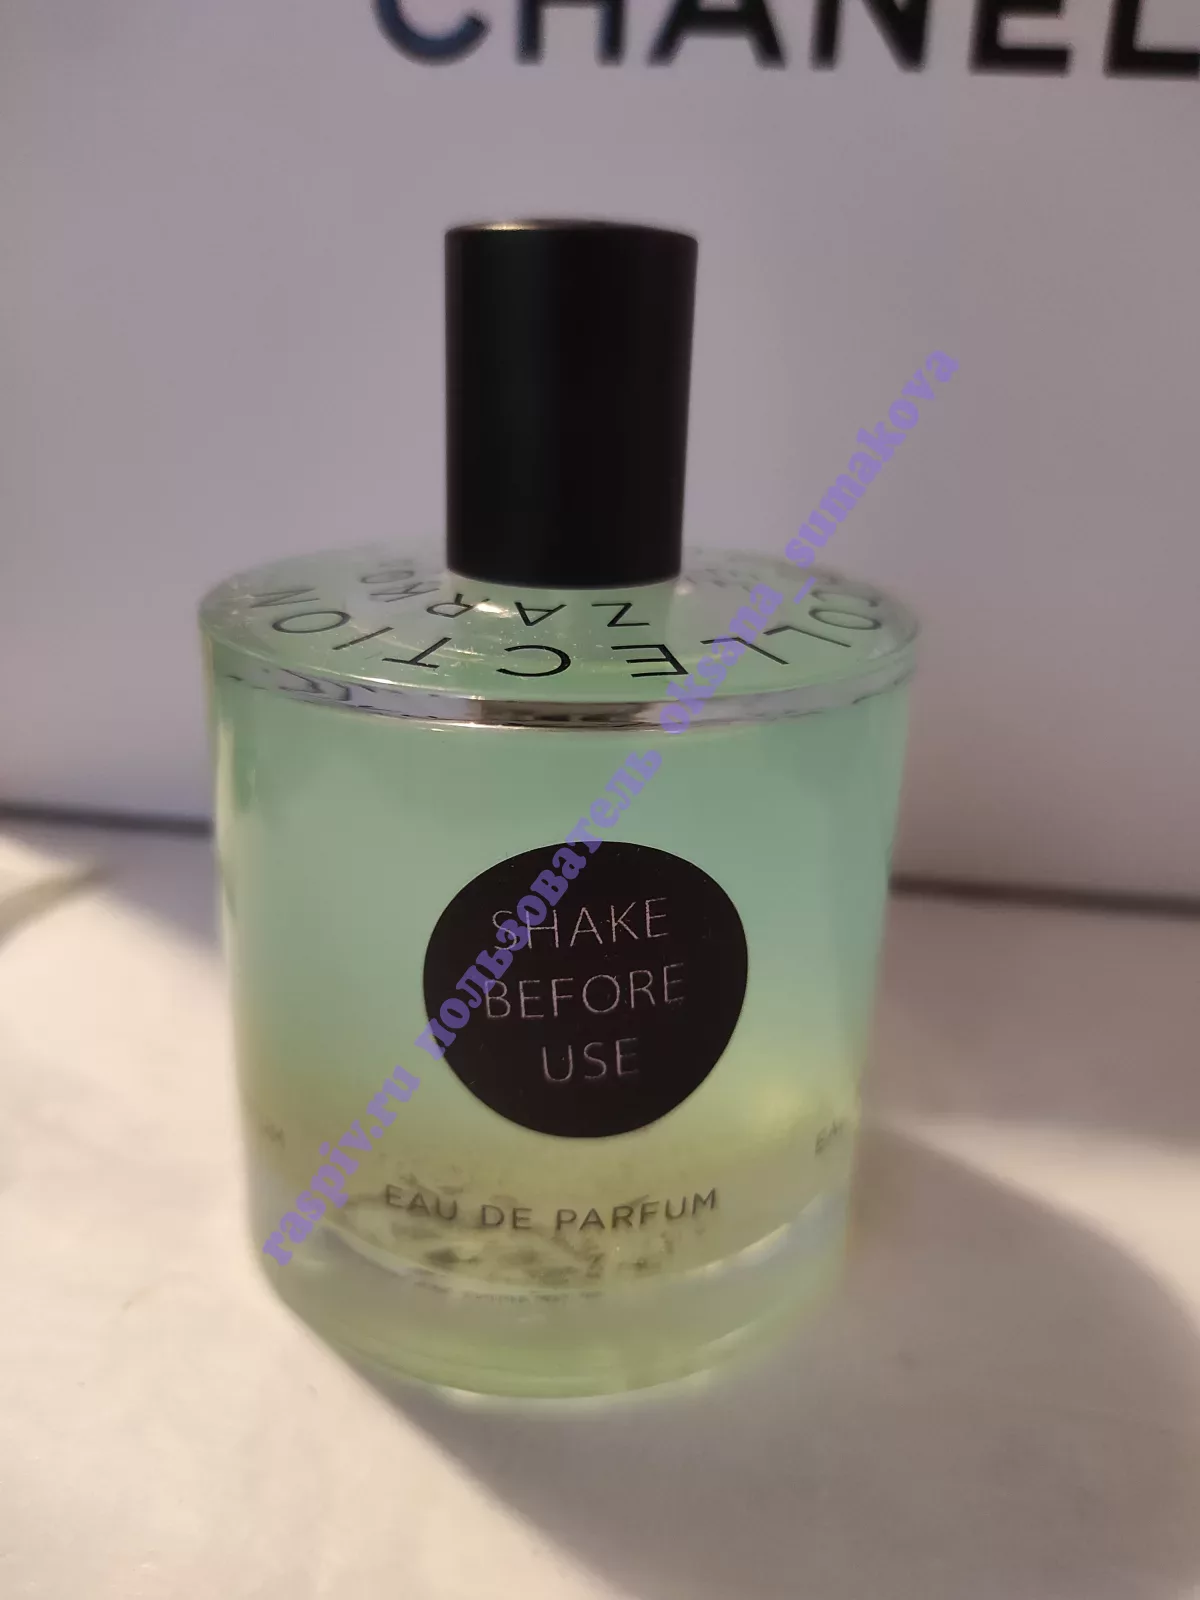 CHANEL
COLLECTION
ZARKO
SHAKE
BEFORE
USE
EAU DE PARFUM
raspiv.ru пользователь oksana_sumakova